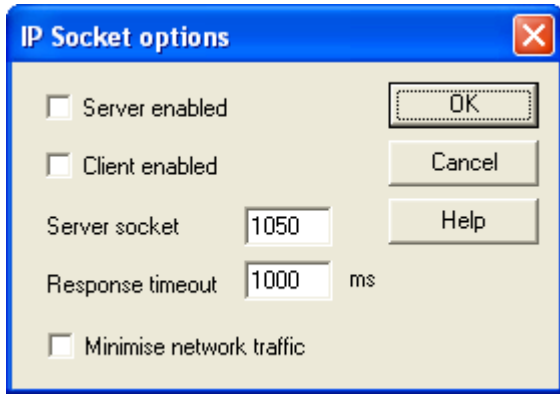 IP Socket options
Server enabled
OK
Client enabled
Cancel
Server socket 1050
Help
Response timeout 1000 ms
Minimise network traffic